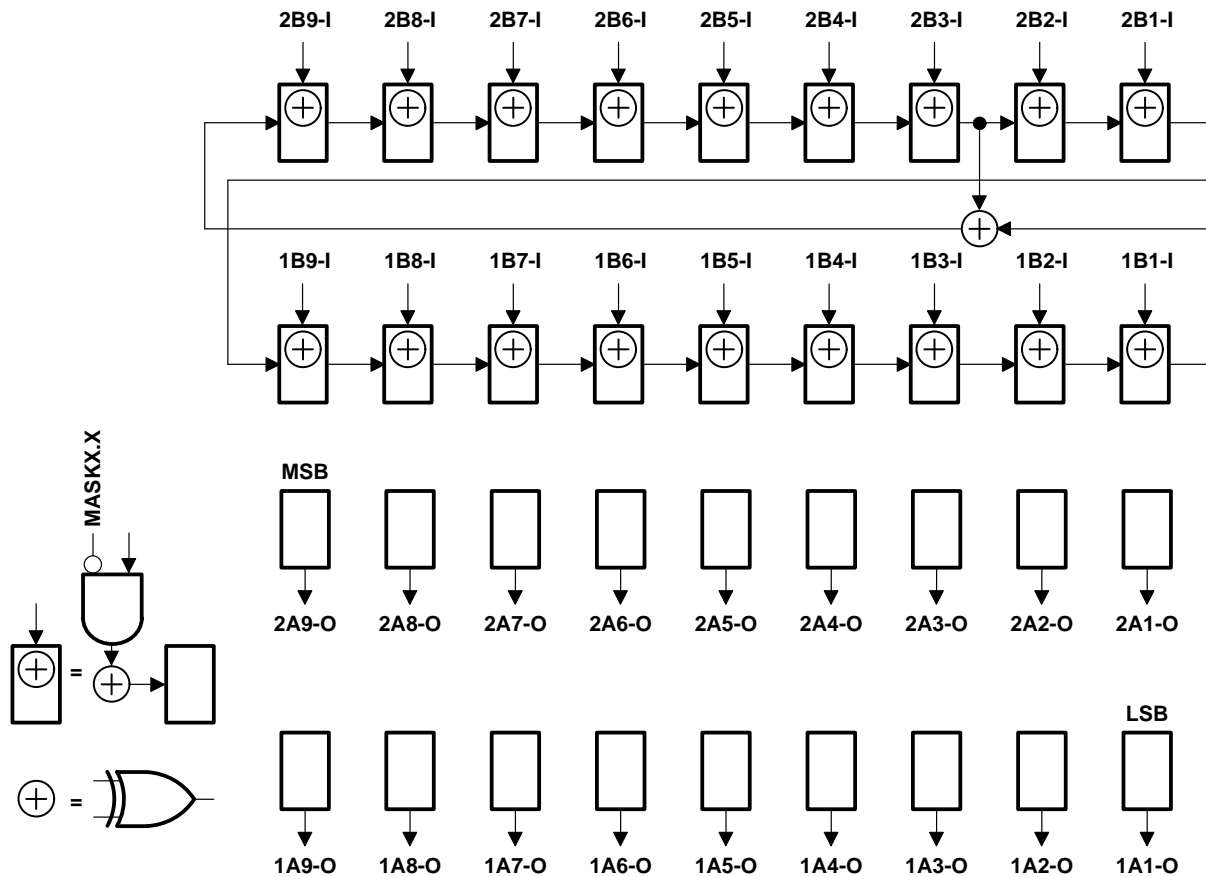 2B9-I 2B8-I 2B7-I 2B6-I 2B5-I 2B4-I 2B3-I 2B2-I 2B1-I
1B9-I 1B8-I 1B7-I 1B6-I 1B5-I 1B4-I 1B3-I 1B2-I 1B1-I
MASKX.X
MSB
2A9-O 2A8-O 2A7-O 2A6-O 2A5-O 2A4-O 2A3-O 2A2-O 2A1-O
=
LSB
=
1A9-O 1A8-O 1A7-O 1A6-O 1A5-O 1A4-O 1A3-O 1A2-O 1A1-O